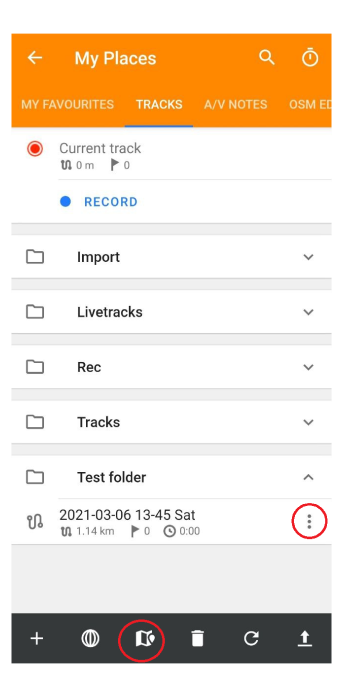 My Places
MY FAVOURITES TRACKS A/V NOTES OSM ED
Current track
0 m 0
RECORD
Import
Livetracks
Rec
Tracks
Test folder
2021-03-06 13-45 Sat
1.14 km 0 0:00